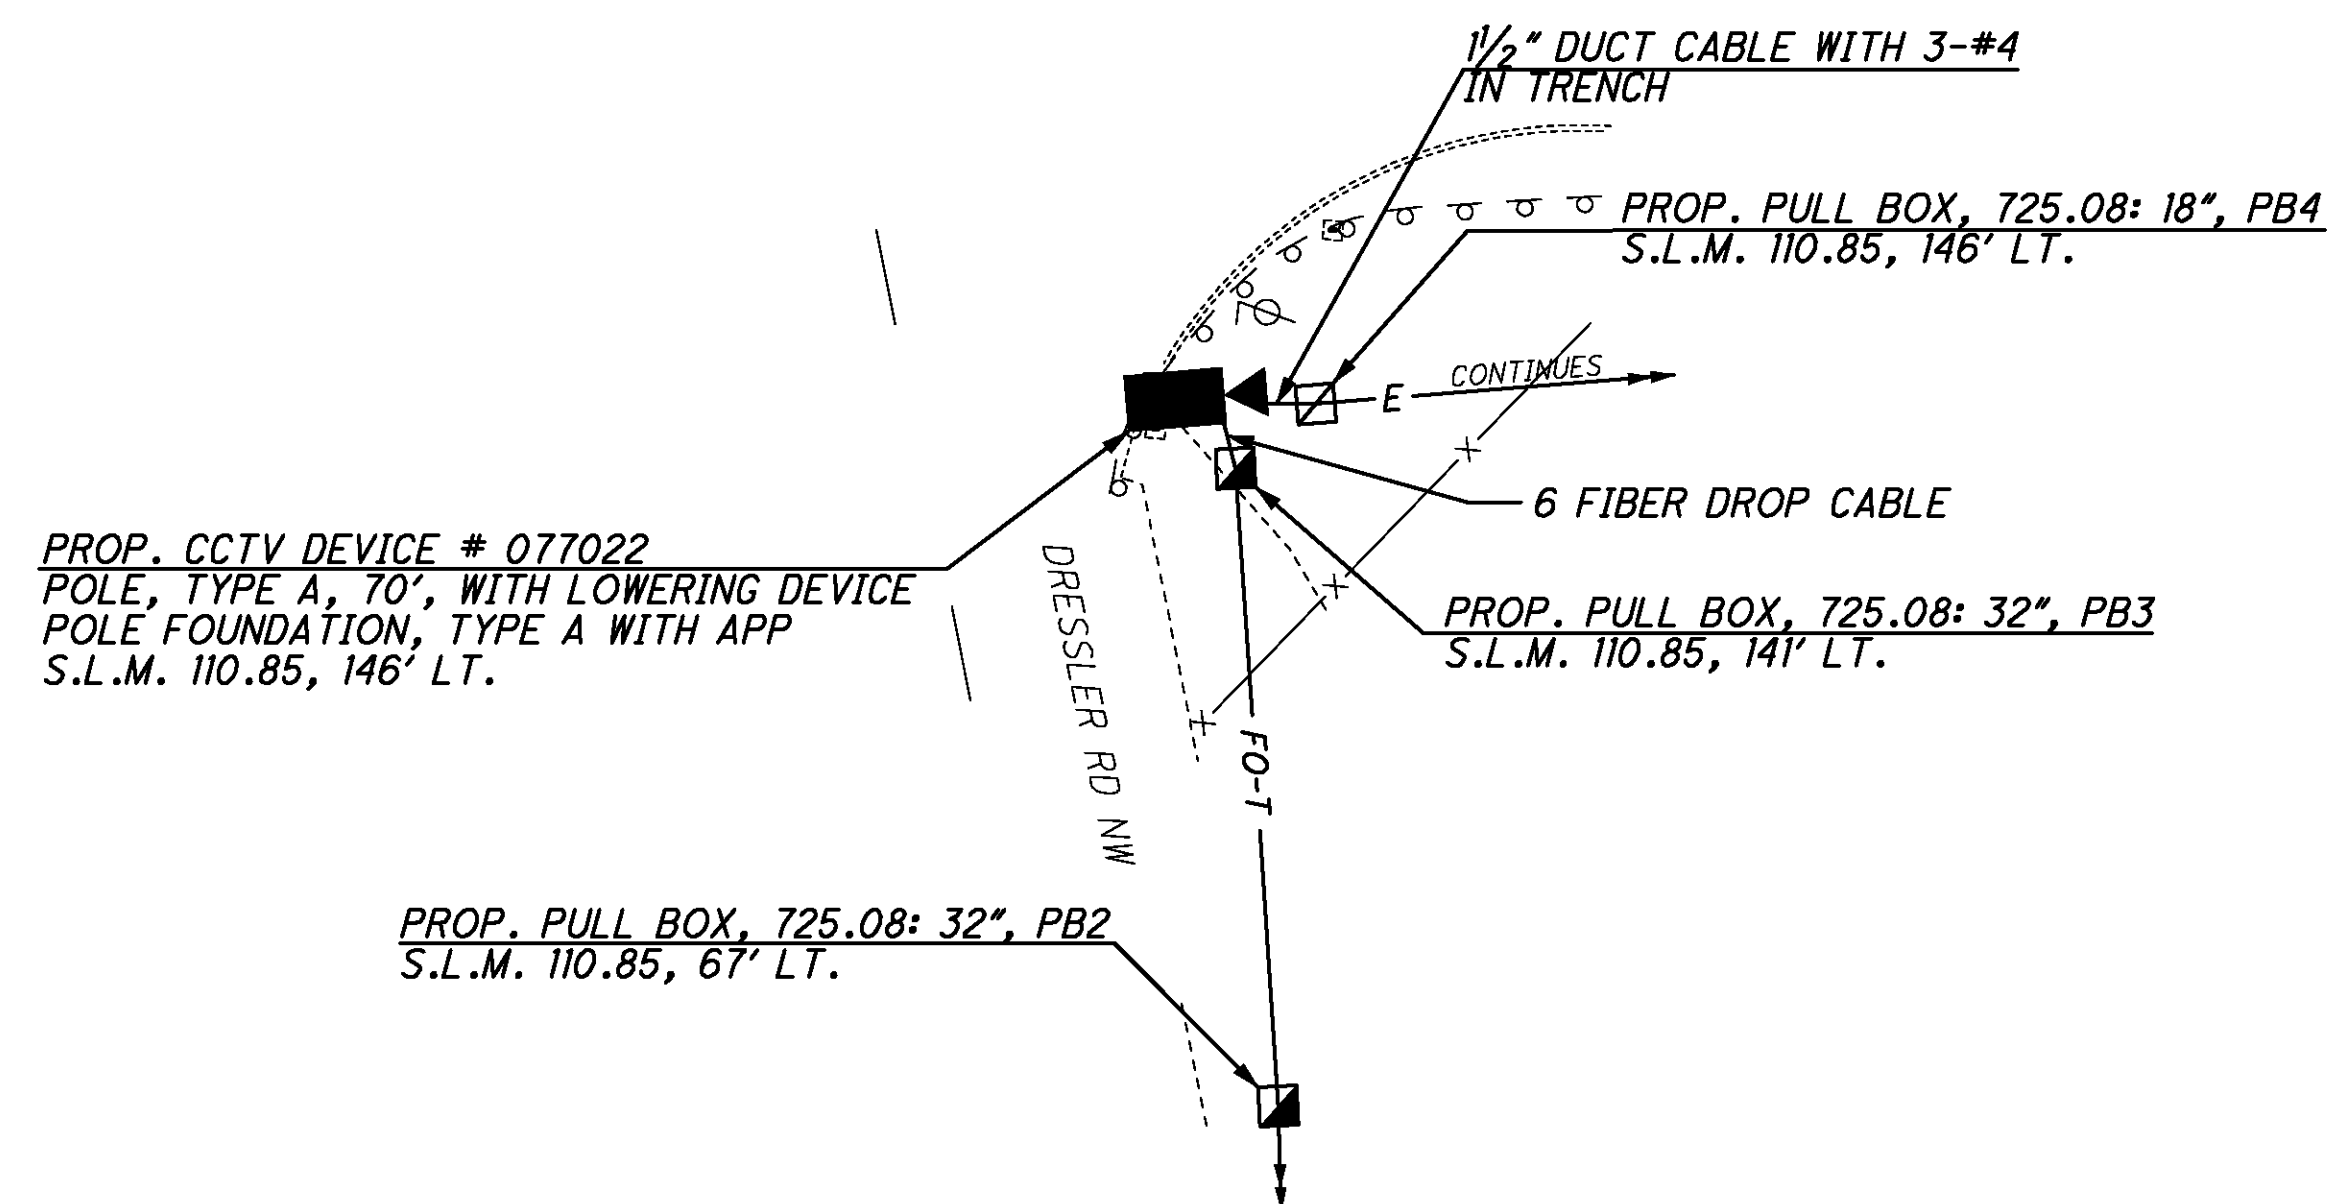 1 1/2" DUCT CABLE WITH 3-#4
IN TRENCH
PROP. PULL BOX, 725.08: 18", PB4
S.L.M. 110.85, 146' LT.
CONTINUES
E
6 FIBER DROP CABLE
PROP. CCTV DEVICE # 077022
POLE, TYPE A, 70', WITH LOWERING DEVICE
POLE FOUNDATION, TYPE A WITH APP
S.L.M. 110.85, 146' LT.
DRESSLER RD NW
PROP. PULL BOX, 725.08: 32", PB3
S.L.M. 110.85, 141' LT.
FO-T
PROP. PULL BOX, 725.08: 32", PB2
S.L.M. 110.85, 67' LT.